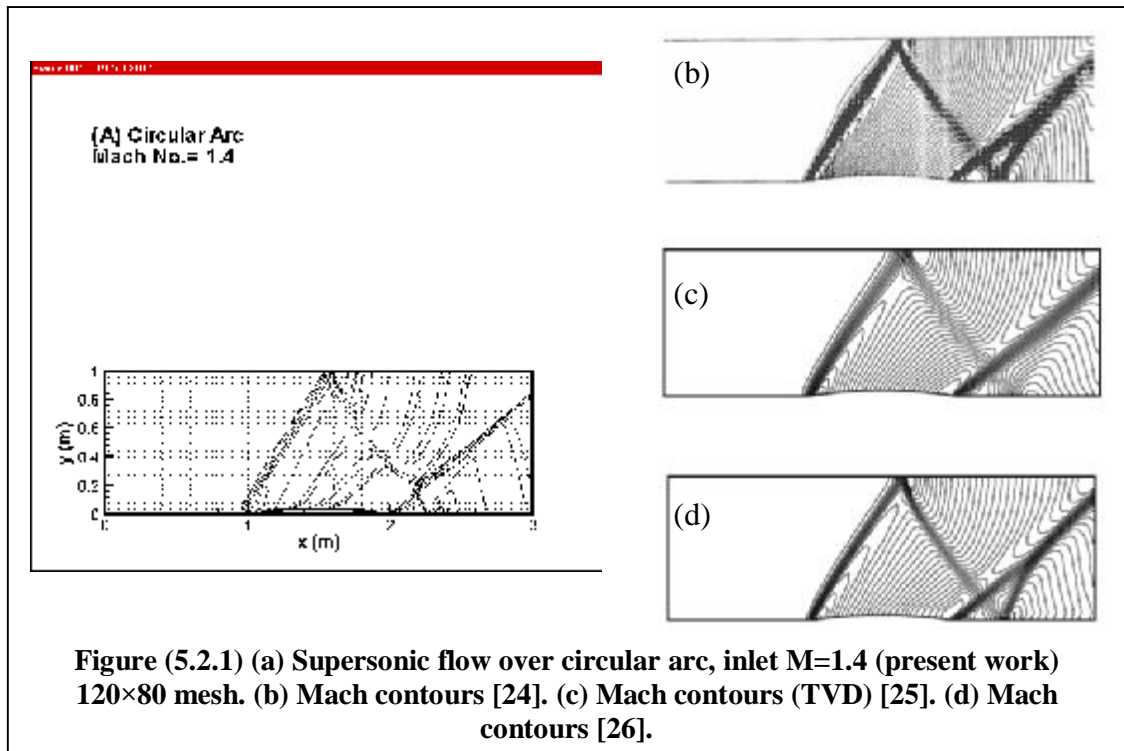 (A) Circular Arc
Mach No.= 1.4
1
0.8
0.6
0.4
0.2
0
y (m)
0
1
2
3
x (m)
(b)
(c)
(d)
Figure (5.2.1) (a) Supersonic flow over circular arc, inlet M=1.4 (present work)
120×80 mesh. (b) Mach contours [24]. (c) Mach contours (TVD) [25]. (d) Mach
contours [26].